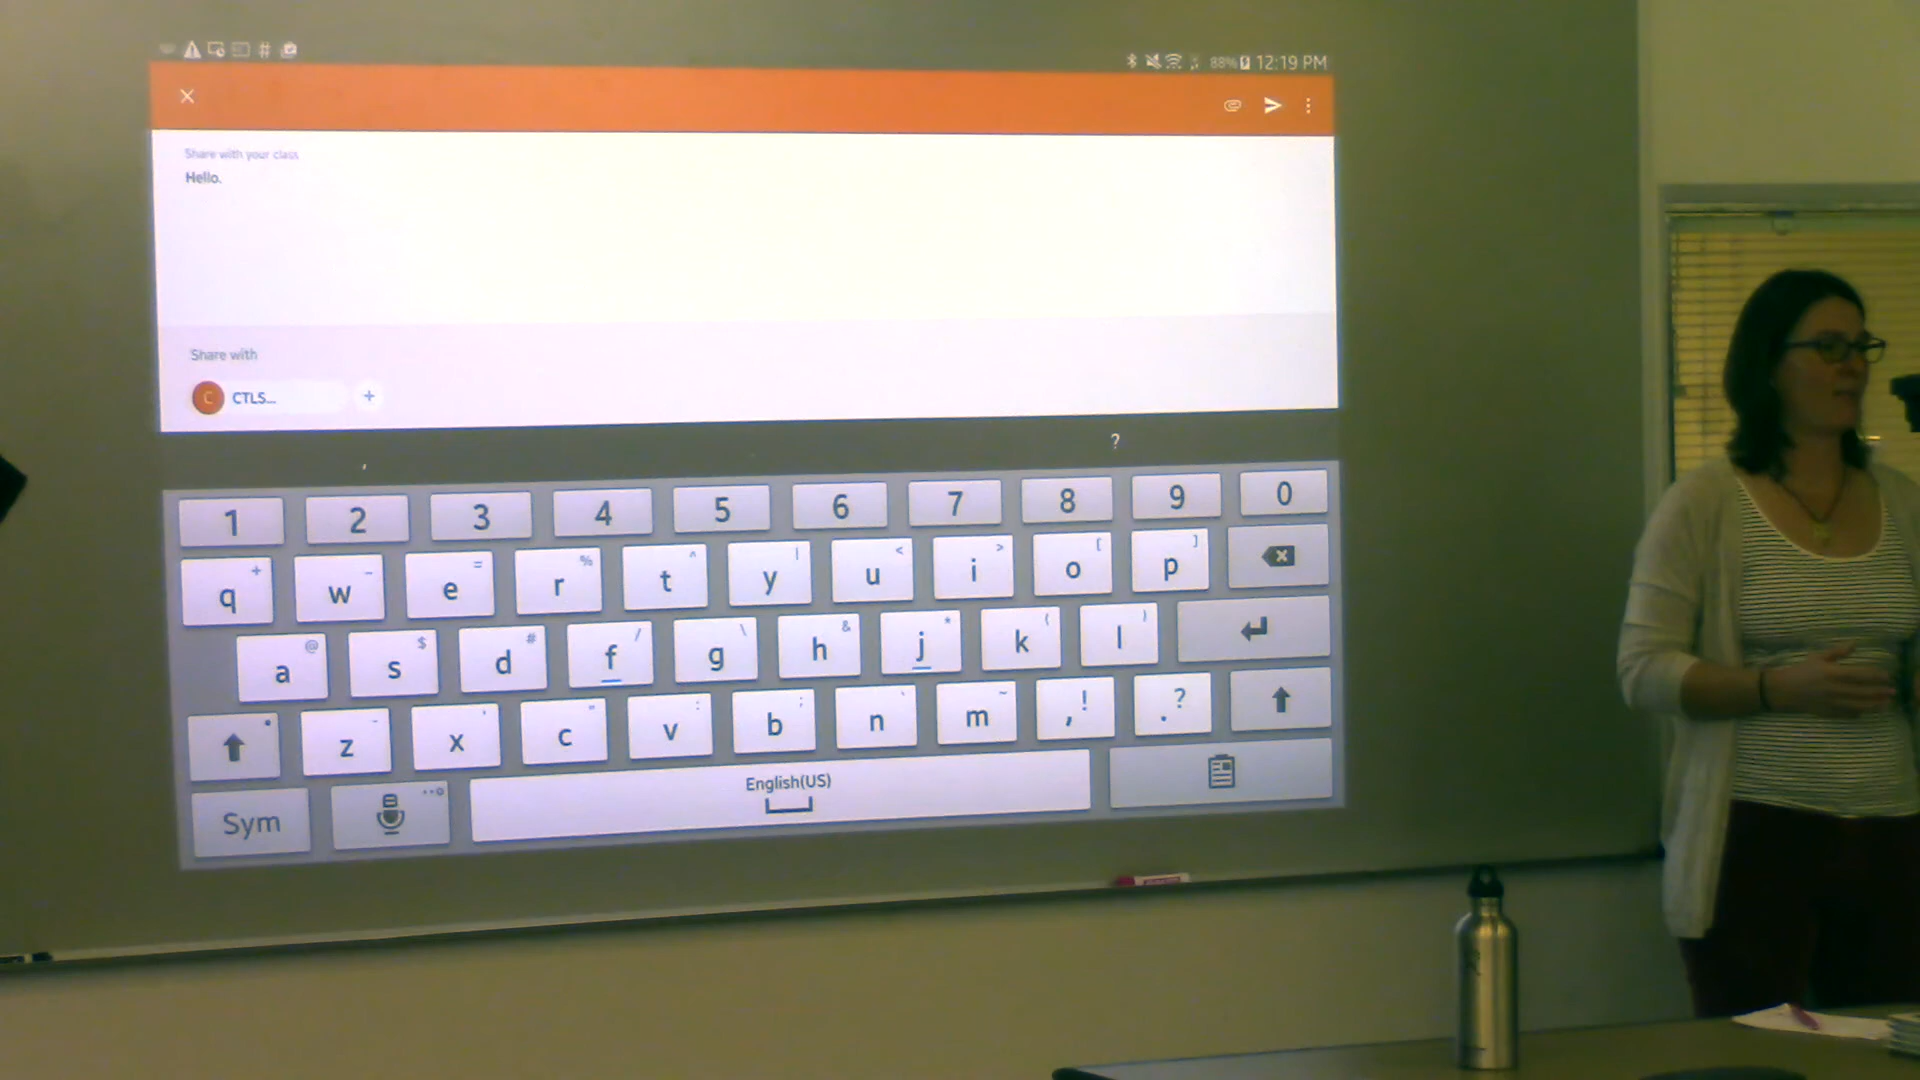 # 88% 12:19 PM
Share with your class
Hello.
Share with
C CTLS... +
, ?
1 2 3 4 5 6 7 8 9 0
+ - = % ^ | < > [ ]
q w e r t y u i o p
@ $ # / \ & * ( )
a s d f g h j k l
- ' " : ; ` ~ ! ?
z x c v b n m , .
English(US)
Sym